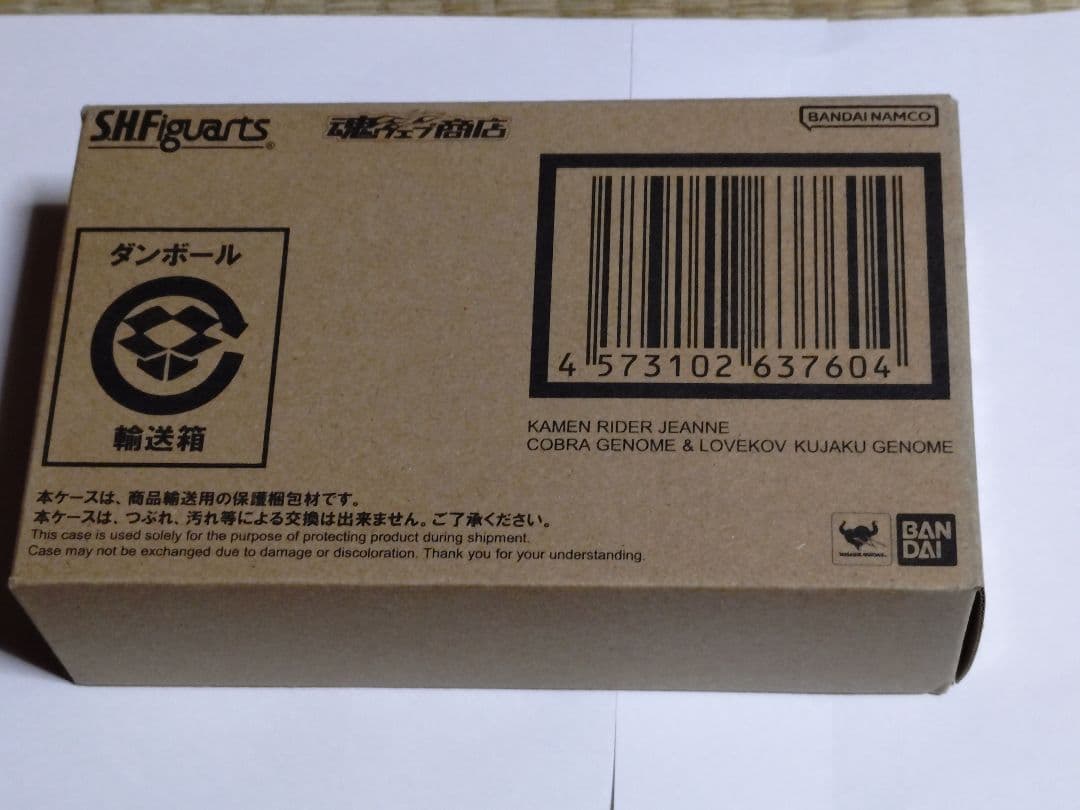 S.H.Figuarts®
魂ウェブ商店
BANDAI NAMCO
ダンボール
輸送箱
4 573102 637604
KAMEN RIDER JEANNE
COBRA GENOME & LOVEKOV KUJAKU GENOME
本ケースは、商品輸送用の保護梱包材です。
本ケースは、つぶれ、汚れ等による交換は出来ません。ご了承ください。
This case is used solely for the purpose of protecting product during shipment.
Case may not be exchanged due to damage or discoloration. Thank you for your understanding.
BAN
DAI